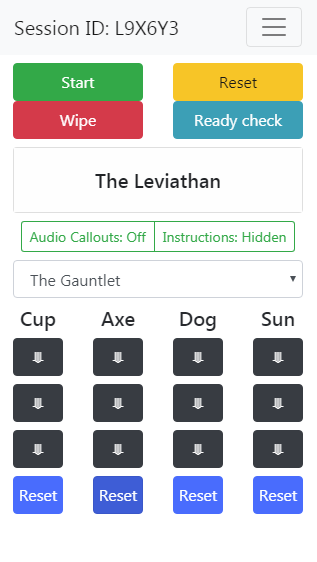 Session ID: L9X6Y3
Start Reset
Wipe Ready check
The Leviathan
Audio Callouts: Off Instructions: Hidden
The Gauntlet
Cup Axe Dog Sun
⇓ ⇓ ⇓ ⇓
⇓ ⇓ ⇓ ⇓
⇓ ⇓ ⇓ ⇓
Reset Reset Reset Reset